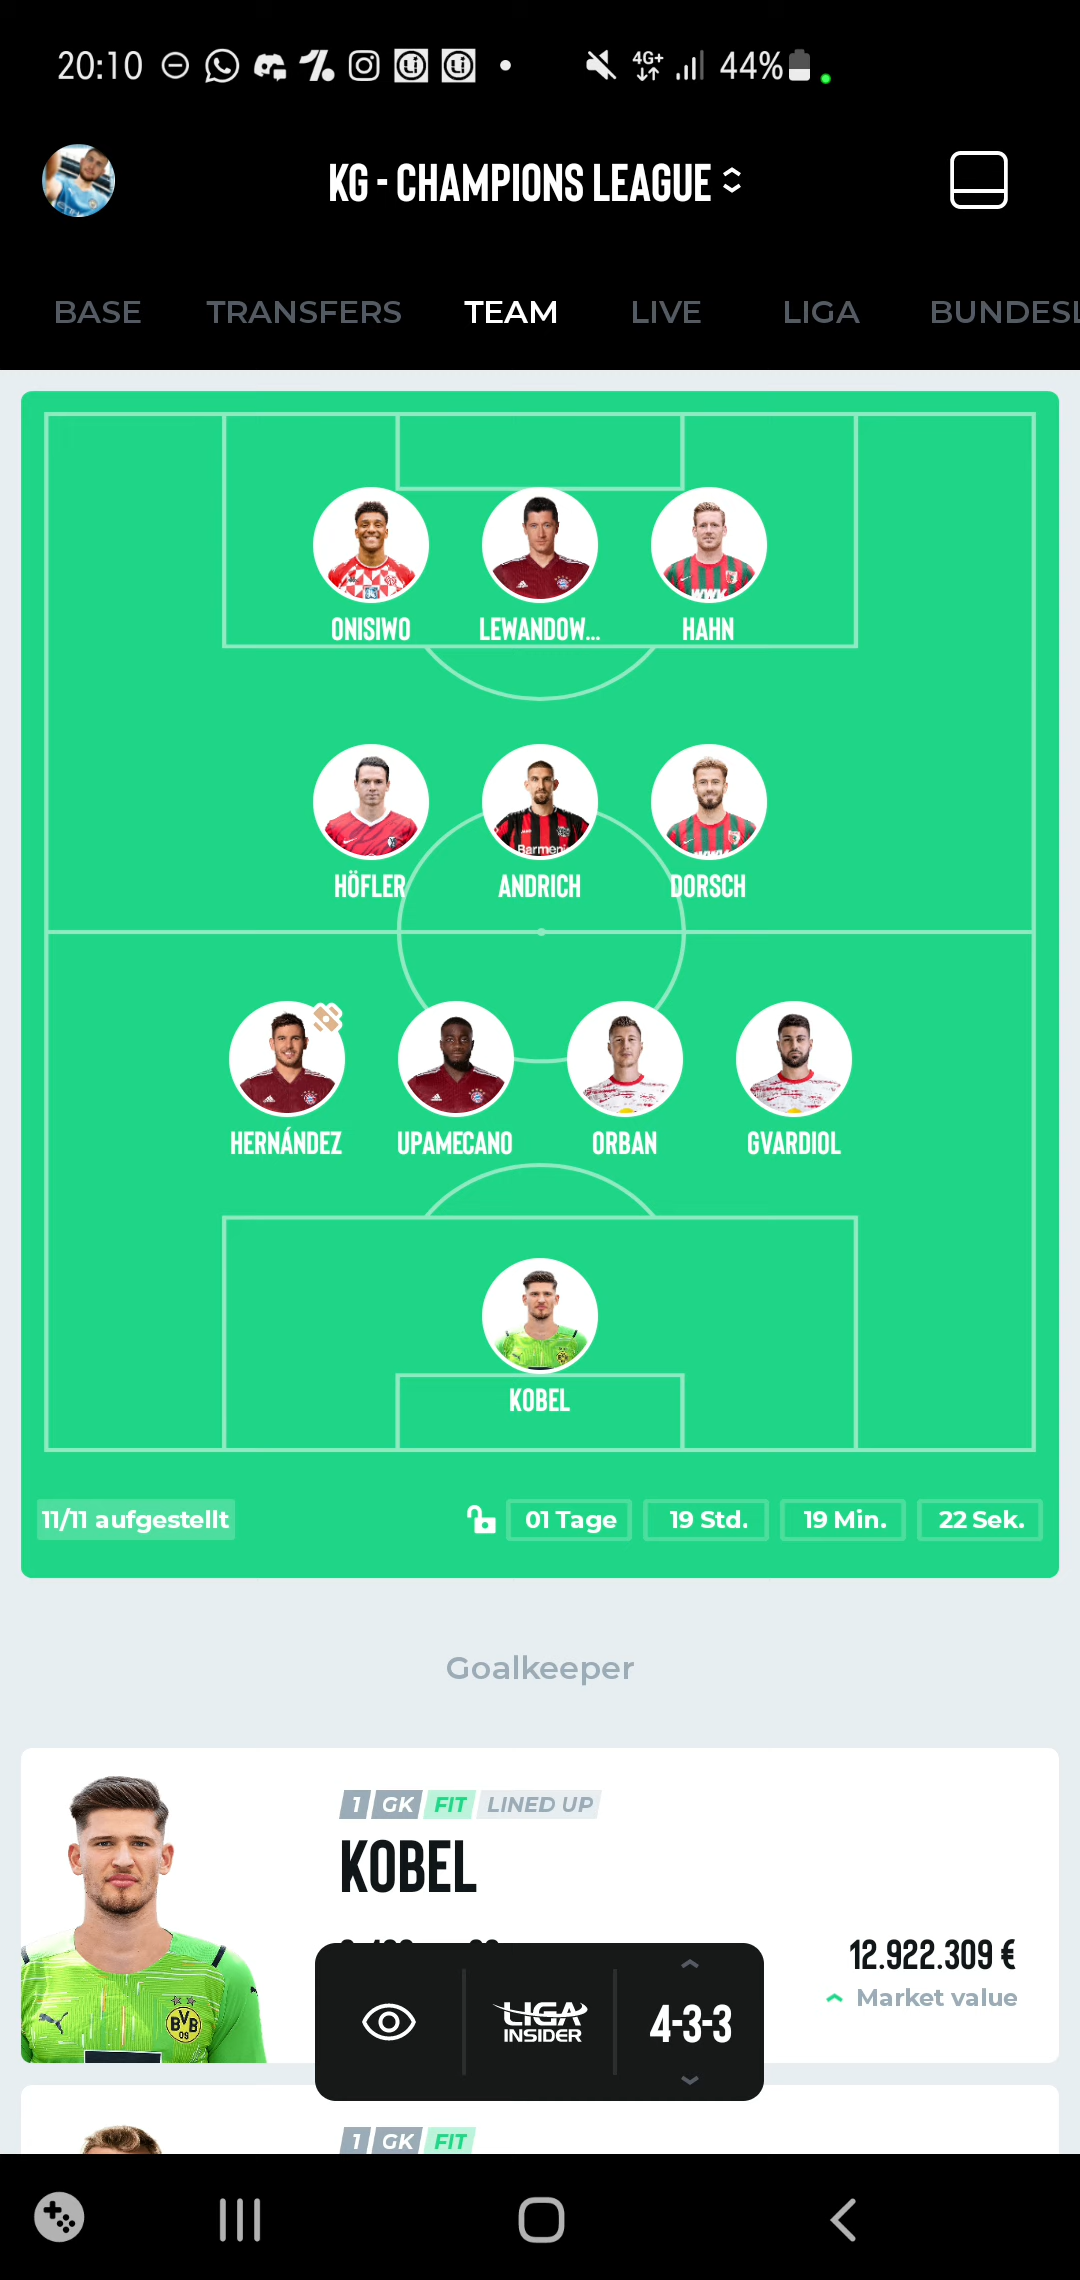 20:10 4G+ 44%
KG - CHAMPIONS LEAGUE
BASE TRANSFERS TEAM LIVE LIGA BUNDESL
ONISIWO LEWANDOW... HAHN
HÖFLER ANDRICH DORSCH
HERNÁNDEZ UPAMECANO ORBAN GVARDIOL
KOBEL
11/11 aufgestellt 01 Tage 19 Std. 19 Min. 22 Sek.
Goalkeeper
1 GK FIT LINED UP
KOBEL
12.922.309 €
Market value
LIGA
INSIDER
4-3-3
1 GK FIT